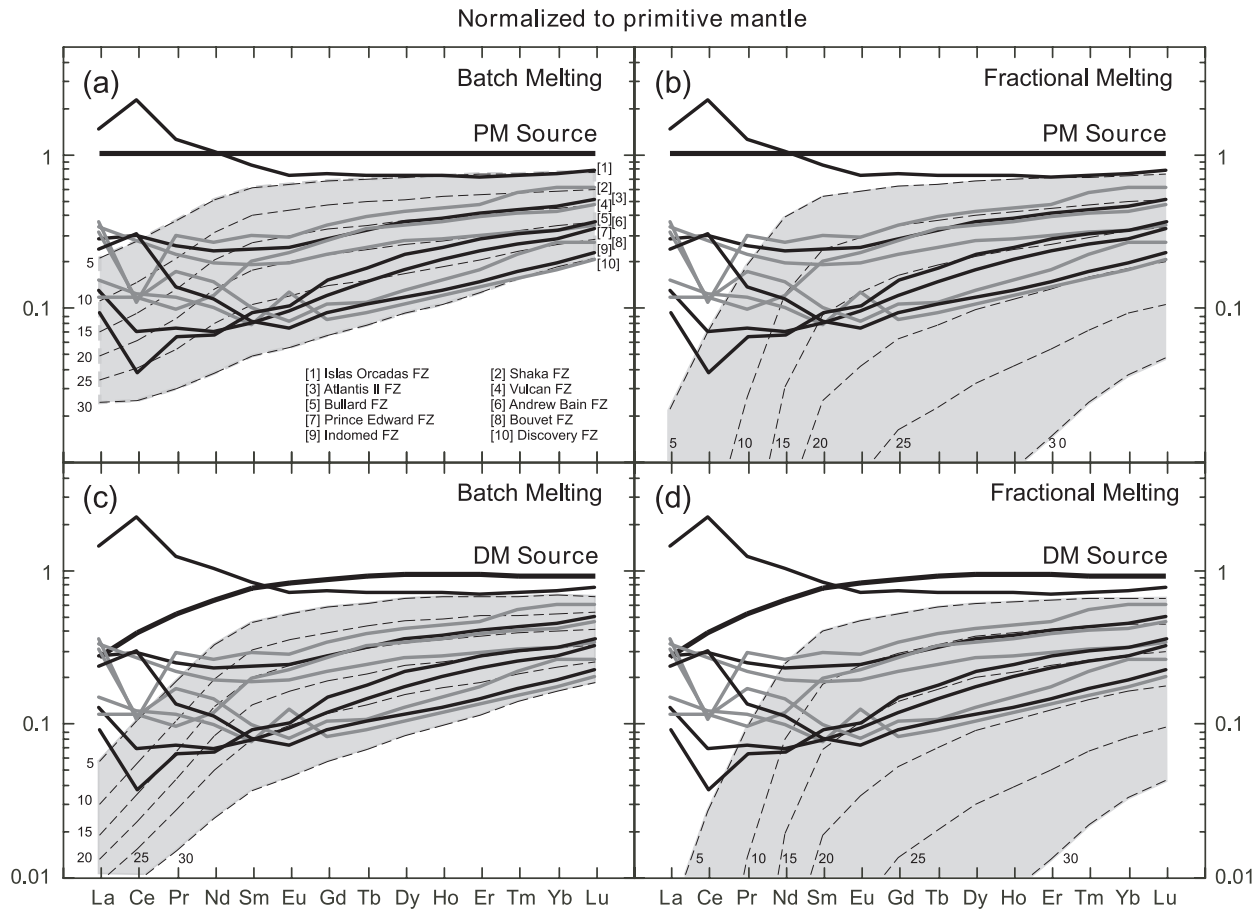 Normalized to primitive mantle
(a) Batch Melting
PM Source
1
0.1
5
10
15
20
25
30
[1]
[2]
[3]
[4]
[5]
[6]
[7]
[8]
[9]
[10]
[1] Islas Orcadas FZ [2] Shaka FZ
[3] Atlantis II FZ [4] Vulcan FZ
[5] Bullard FZ [6] Andrew Bain FZ
[7] Prince Edward FZ [8] Bouvet FZ
[9] Indomed FZ [10] Discovery FZ
(b) Fractional Melting
PM Source
1
0.1
5 10 15 20 25 3 0
(c) Batch Melting
DM Source
1
0.1
0.01
5
10
15
20 25 30
(d) Fractional Melting
DM Source
1
0.1
0.01
5 10 15 20 25 30
La Ce Pr Nd Sm Eu Gd Tb Dy Ho Er Tm Yb Lu
La Ce Pr Nd Sm Eu Gd Tb Dy Ho Er Tm Yb Lu